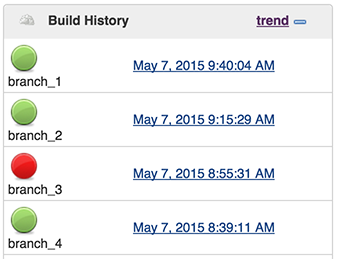 Build History trend
May 7, 2015 9:40:04 AM
branch_1
May 7, 2015 9:15:29 AM
branch_2
May 7, 2015 8:55:31 AM
branch_3
May 7, 2015 8:39:11 AM
branch_4